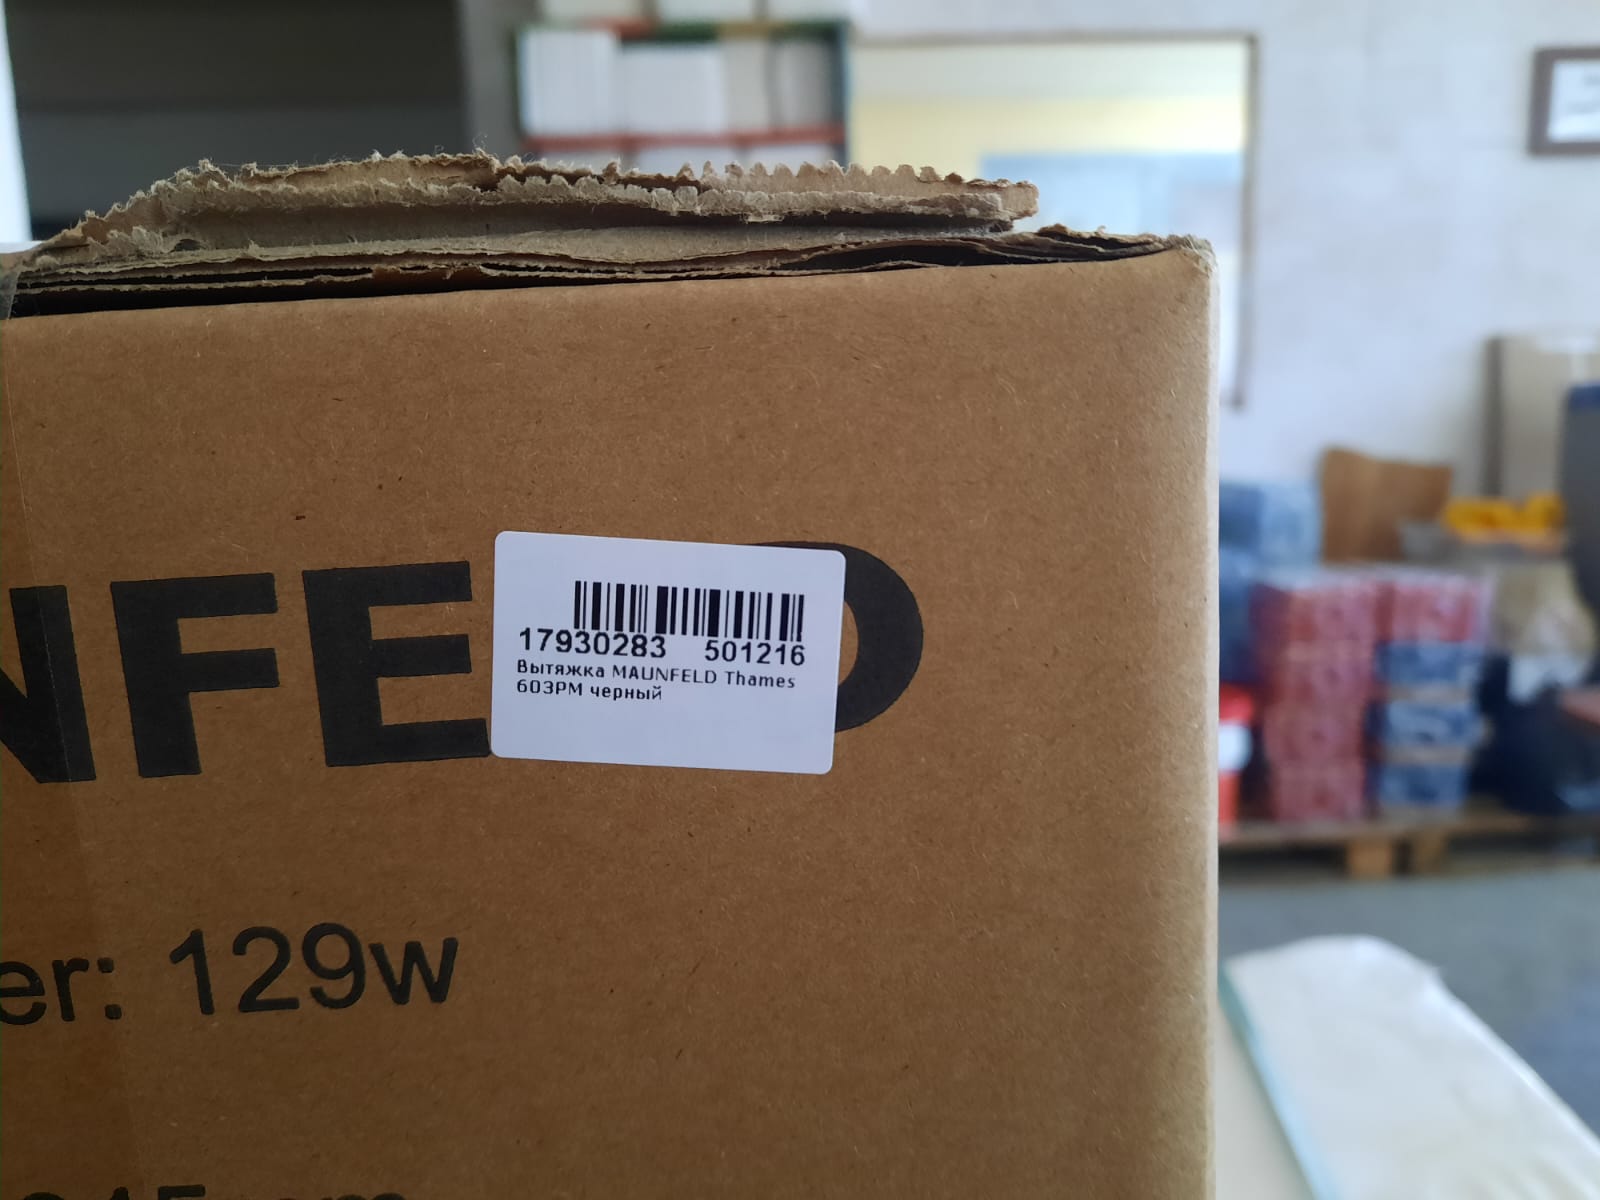 NFE D
17930283 501216
Вытяжка MAUNFELD Thames
603PM черный
er: 129w